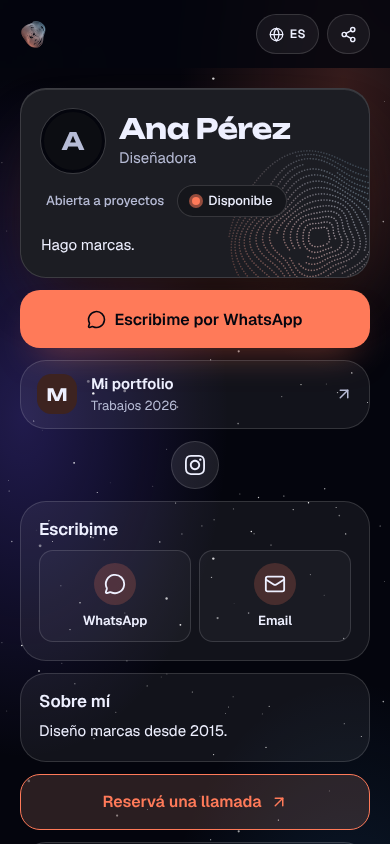 ES
A
Ana Pérez
Diseñadora
Abierta a proyectos
Disponible
Hago marcas.
Escribime por WhatsApp
M
Mi portfolio
Trabajos 2026
Escribime
WhatsApp
Email
Sobre mí
Diseño marcas desde 2015.
Reservá una llamada